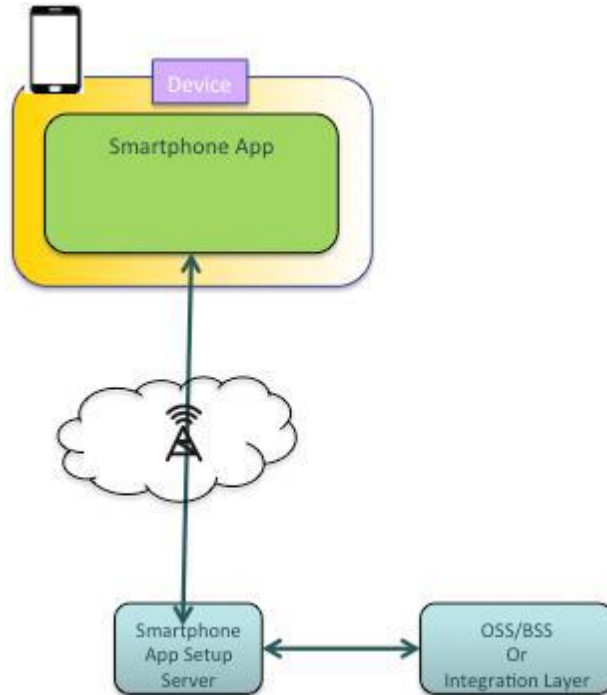 Device
Smartphone App
Smartphone
App Setup
Server
OSS/BSS
Or
Integration Layer